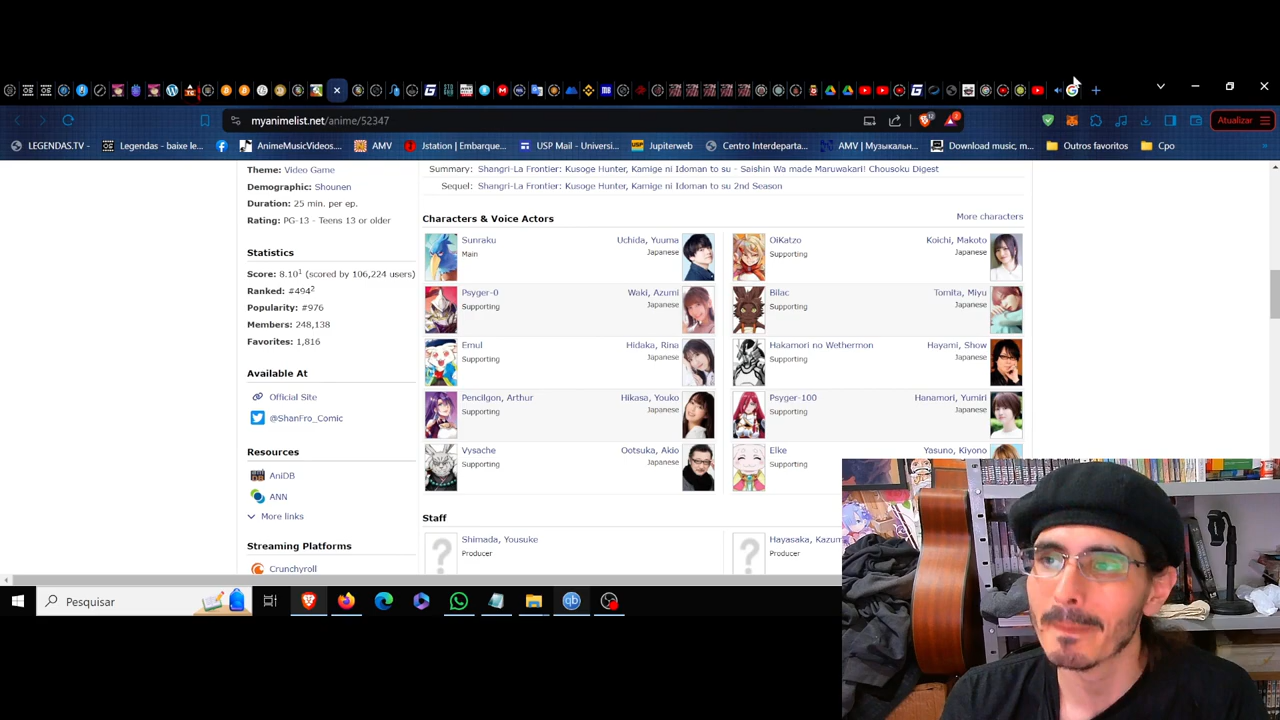 myanimelist.net/anime/52347
Atualizar
LEGENDAS.TV -
Legendas - baixe le...
AnimeMusicVideos....
AMV
Jstation | Embarque...
USP Mail - Universi...
Jupiterweb
Centro Interdeparta...
AMV | Музыкальн...
Download music, m...
Outros favoritos
Cpo
Theme: Video Game
Demographic: Shounen
Duration: 25 min. per ep.
Rating: PG-13 - Teens 13 or older
Statistics
Score: 8.10¹ (scored by 106,224 users)
Ranked: #494²
Popularity: #976
Members: 248,138
Favorites: 1,816
Available At
Official Site
@ShanFro_Comic
Resources
AniDB
ANN
More links
Streaming Platforms
Crunchyroll
Summary: Shangri-La Frontier: Kusoge Hunter, Kamige ni Idoman to su - Saishin Wa made Maruwakari! Chousoku Digest
Sequel: Shangri-La Frontier: Kusoge Hunter, Kamige ni Idoman to su 2nd Season
Characters & Voice Actors
More characters
Sunraku
Main
Uchida, Yuuma
Japanese
OiKatzo
Supporting
Koichi, Makoto
Japanese
Psyger-0
Supporting
Waki, Azumi
Japanese
Bilac
Supporting
Tomita, Miyu
Japanese
Emul
Supporting
Hidaka, Rina
Japanese
Hakamori no Wethermon
Supporting
Hayami, Show
Japanese
Pencilgon, Arthur
Supporting
Hikasa, Youko
Japanese
Psyger-100
Supporting
Hanamori, Yumiri
Japanese
Vysache
Supporting
Ootsuka, Akio
Japanese
Elke
Supporting
Yasuno, Kiyono
Staff
Shimada, Yousuke
Producer
Hayasaka, Kazum
Producer
Pesquisar